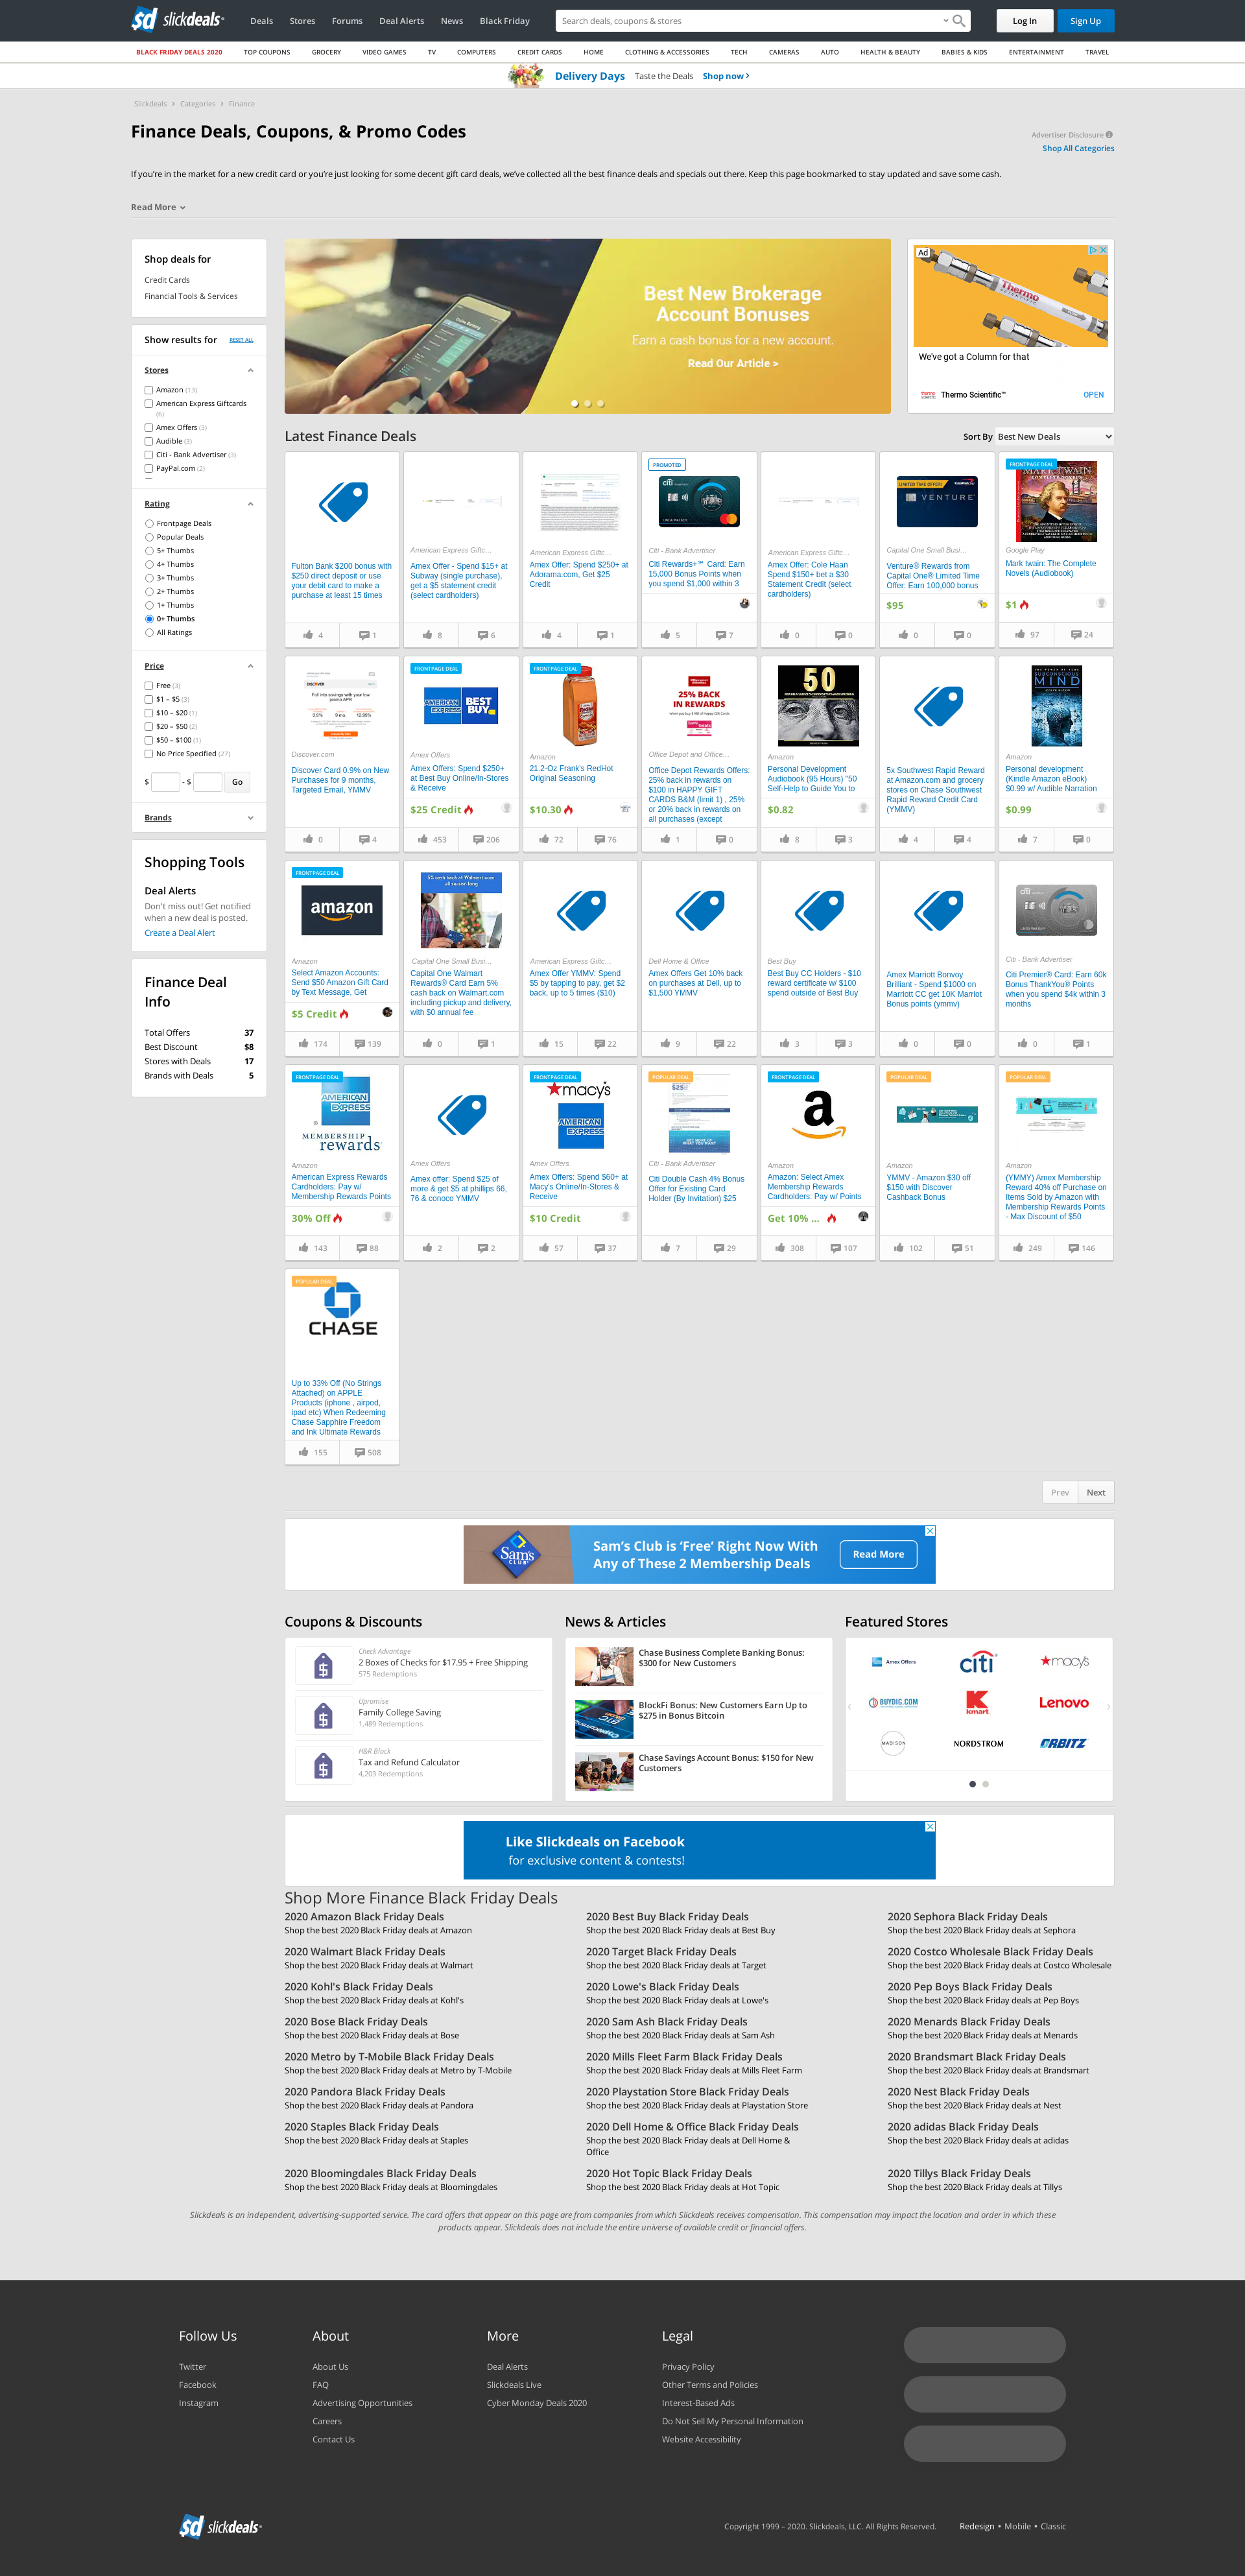 sd slickdeals
Deals
Stores
Forums
Deal Alerts
News
Black Friday
Search deals, coupons & stores
Log In
Sign Up
BLACK FRIDAY DEALS 2020
TOP COUPONS
GROCERY
VIDEO GAMES
TV
COMPUTERS
CREDIT CARDS
HOME
CLOTHING & ACCESSORIES
TECH
CAMERAS
AUTO
HEALTH & BEAUTY
BABIES & KIDS
ENTERTAINMENT
TRAVEL
Delivery Days Taste the Deals Shop now ›
Slickdeals › Categories › Finance
Finance Deals, Coupons, & Promo Codes
Advertiser Disclosure
Shop All Categories
If you're in the market for a new credit card or you're just looking for some decent gift card deals, we've collected all the best finance deals and specials out there. Keep this page bookmarked to stay updated and save some cash.
Read More
Shop deals for
Credit Cards
Financial Tools & Services
Show results for
RESET ALL
Stores
Amazon (13)
American Express Giftcards
(6)
Amex Offers (3)
Audible (3)
Citi - Bank Advertiser (3)
PayPal.com (2)
Rating
Frontpage Deals
Popular Deals
5+ Thumbs
4+ Thumbs
3+ Thumbs
2+ Thumbs
1+ Thumbs
0+ Thumbs
All Ratings
Price
Free (3)
$1 – $5 (3)
$10 – $20 (1)
$20 – $50 (2)
$50 – $100 (1)
No Price Specified (27)
$ - $ Go
Brands
Shopping Tools
Deal Alerts
Don't miss out! Get notified
when a new deal is posted.
Create a Deal Alert
Finance Deal
Info
Total Offers 37
Best Discount $8
Stores with Deals 17
Brands with Deals 5
Best New Brokerage
Account Bonuses
Earn a cash bonus for a new account.
Read Our Article >
Ad
Thermo
We've got a Column for that
Thermo Scientific™
OPEN
Latest Finance Deals
Sort By Best New Deals
Fulton Bank $200 bonus with
$250 direct deposit or use
your debit card to make a
purchase at least 15 times
4 1
American Express Giftc...
Amex Offer - Spend $15+ at
Subway (single purchase),
get a $5 statement credit
(select cardholders)
8 6
American Express Giftc...
Amex Offer: Spend $250+ at
Adorama.com, Get $25
Credit
4 1
PROMOTED
citi
Citi - Bank Advertiser
Citi Rewards+℠ Card: Earn
15,000 Bonus Points when
you spend $1,000 within 3
5 7
American Express Giftc...
Amex Offer: Cole Haan
Spend $150+ bet a $30
Statement Credit (select
cardholders)
0 0
LIMITED TIME OFFER!
VENTURE
Capital One Small Busi...
Venture® Rewards from
Capital One® Limited Time
Offer: Earn 100,000 bonus
$95
0 0
FRONTPAGE DEAL
MARK TWAIN
Google Play
Mark twain: The Complete
Novels (Audiobook)
$1
97 24
DISCOVER
Discover.com
Discover Card 0.9% on New
Purchases for 9 months,
Targeted Email, YMMV
0 4
FRONTPAGE DEAL
AMERICAN EXPRESS
BEST BUY
Amex Offers
Amex Offers: Spend $250+
at Best Buy Online/In-Stores
& Receive
$25 Credit
453 206
FRONTPAGE DEAL
Amazon
21.2-Oz Frank's RedHot
Original Seasoning
$10.30
72 76
25% BACK
IN REWARDS
Office Depot and Office...
Office Depot Rewards Offers:
25% back in rewards on
$100 in HAPPY GIFT
CARDS B&M (limit 1) , 25%
or 20% back in rewards on
all purchases (except
1 0
50
Amazon
Personal Development
Audiobook (95 Hours) "50
Self-Help to Guide You to
$0.82
8 3
5x Southwest Rapid Reward
at Amazon.com and grocery
stores on Chase Southwest
Rapid Reward Credit Card
(YMMV)
4 4
SUBCONSCIOUS
MIND
Amazon
Personal development
(Kindle Amazon eBook)
$0.99 w/ Audible Narration
$0.99
7 0
FRONTPAGE DEAL
amazon
Amazon
Select Amazon Accounts:
Send $50 Amazon Gift Card
by Text Message, Get
$5 Credit
174 139
5% cash back at Walmart.com
all season long
Capital One Small Busi...
Capital One Walmart
Rewards® Card Earn 5%
cash back on Walmart.com
including pickup and delivery,
with $0 annual fee
0 1
American Express Giftc...
Amex Offer YMMV: Spend
$5 by tapping to pay, get $2
back, up to 5 times ($10)
15 22
Dell Home & Office
Amex Offers Get 10% back
on purchases at Dell, up to
$1,500 YMMV
9 22
Best Buy
Best Buy CC Holders - $10
reward certificate w/ $100
spend outside of Best Buy
3 3
Amex Marriott Bonvoy
Brilliant - Spend $1000 on
Marriott CC get 10K Marriot
Bonus points (ymmv)
0 0
citi
Citi - Bank Advertiser
Citi Premier® Card: Earn 60k
Bonus ThankYou® Points
when you spend $4k within 3
months
0 1
FRONTPAGE DEAL
AMERICAN EXPRESS
MEMBERSHIP
rewards
Amazon
American Express Rewards
Cardholders: Pay w/
Membership Rewards Points
30% Off
143 88
Amex Offers
Amex offer: Spend $25 of
more & get $5 at phillips 66,
76 & conoco YMMV
2 2
FRONTPAGE DEAL
macy's
AMERICAN EXPRESS
Amex Offers
Amex Offers: Spend $60+ at
Macy's Online/In-Stores &
Receive
$10 Credit
57 37
POPULAR DEAL
Citi - Bank Advertiser
Citi Double Cash 4% Bonus
Offer for Existing Card
Holder (By Invitation) $25
7 29
FRONTPAGE DEAL
a
Amazon
Amazon: Select Amex
Membership Rewards
Cardholders: Pay w/ Points
Get 10% ...
308 107
POPULAR DEAL
Amazon
YMMV - Amazon $30 off
$150 with Discover
Cashback Bonus
102 51
POPULAR DEAL
Amazon
(YMMY) Amex Membership
Reward 40% off Purchase on
Items Sold by Amazon with
Membership Rewards Points
- Max Discount of $50
249 146
POPULAR DEAL
CHASE
Up to 33% Off (No Strings
Attached) on APPLE
Products (iphone , airpod,
ipad etc) When Redeeming
Chase Sapphire Freedom
and Ink Ultimate Rewards
155 508
Prev Next
Sam's CLUB
Sam's Club is 'Free' Right Now With
Any of These 2 Membership Deals
Read More
Coupons & Discounts
Check Advantage
2 Boxes of Checks for $17.95 + Free Shipping
575 Redemptions
Upromise
Family College Saving
1,489 Redemptions
H&R Block
Tax and Refund Calculator
4,203 Redemptions
News & Articles
Chase Business Complete Banking Bonus:
$300 for New Customers
BlockFi Bonus: New Customers Earn Up to
$275 in Bonus Bitcoin
Chase Savings Account Bonus: $150 for New
Customers
Featured Stores
Amex Offers
citi
macy's
BUYDIG.COM
kmart
Lenovo
MADISON
NORDSTROM
ORBITZ
Like Slickdeals on Facebook
for exclusive content & contests!
Shop More Finance Black Friday Deals
2020 Amazon Black Friday Deals
Shop the best 2020 Black Friday deals at Amazon
2020 Best Buy Black Friday Deals
Shop the best 2020 Black Friday deals at Best Buy
2020 Sephora Black Friday Deals
Shop the best 2020 Black Friday deals at Sephora
2020 Walmart Black Friday Deals
Shop the best 2020 Black Friday deals at Walmart
2020 Target Black Friday Deals
Shop the best 2020 Black Friday deals at Target
2020 Costco Wholesale Black Friday Deals
Shop the best 2020 Black Friday deals at Costco Wholesale
2020 Kohl's Black Friday Deals
Shop the best 2020 Black Friday deals at Kohl's
2020 Lowe's Black Friday Deals
Shop the best 2020 Black Friday deals at Lowe's
2020 Pep Boys Black Friday Deals
Shop the best 2020 Black Friday deals at Pep Boys
2020 Bose Black Friday Deals
Shop the best 2020 Black Friday deals at Bose
2020 Sam Ash Black Friday Deals
Shop the best 2020 Black Friday deals at Sam Ash
2020 Menards Black Friday Deals
Shop the best 2020 Black Friday deals at Menards
2020 Metro by T-Mobile Black Friday Deals
Shop the best 2020 Black Friday deals at Metro by T-Mobile
2020 Mills Fleet Farm Black Friday Deals
Shop the best 2020 Black Friday deals at Mills Fleet Farm
2020 Brandsmart Black Friday Deals
Shop the best 2020 Black Friday deals at Brandsmart
2020 Pandora Black Friday Deals
Shop the best 2020 Black Friday deals at Pandora
2020 Playstation Store Black Friday Deals
Shop the best 2020 Black Friday deals at Playstation Store
2020 Nest Black Friday Deals
Shop the best 2020 Black Friday deals at Nest
2020 Staples Black Friday Deals
Shop the best 2020 Black Friday deals at Staples
2020 Dell Home & Office Black Friday Deals
Shop the best 2020 Black Friday deals at Dell Home &
Office
2020 adidas Black Friday Deals
Shop the best 2020 Black Friday deals at adidas
2020 Bloomingdales Black Friday Deals
Shop the best 2020 Black Friday deals at Bloomingdales
2020 Hot Topic Black Friday Deals
Shop the best 2020 Black Friday deals at Hot Topic
2020 Tillys Black Friday Deals
Shop the best 2020 Black Friday deals at Tillys
Slickdeals is an independent, advertising-supported service. The card offers that appear on this page are from companies from which Slickdeals receives compensation. This compensation may impact the location and order in which these
products appear. Slickdeals does not include the entire universe of available credit or financial offers.
Follow Us
Twitter
Facebook
Instagram
About
About Us
FAQ
Advertising Opportunities
Careers
Contact Us
More
Deal Alerts
Slickdeals Live
Cyber Monday Deals 2020
Legal
Privacy Policy
Other Terms and Policies
Interest-Based Ads
Do Not Sell My Personal Information
Website Accessibility
sd slickdeals
Copyright 1999 – 2020. Slickdeals, LLC. All Rights Reserved.
Redesign • Mobile • Classic